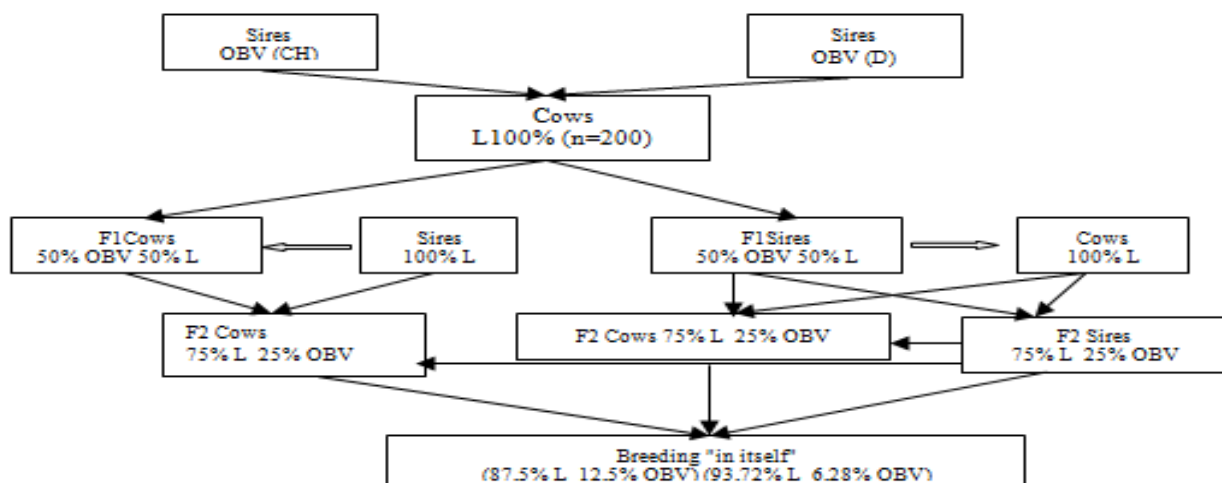 Sires
OBV (CH)
Sires
OBV (D)
Cows
L100% (n=200)
F1Cows
50% OBV 50% L
Sires
100% L
F1Sires
50% OBV 50% L
Cows
100% L
F2 Cows
75% L 25% OBV
F2 Cows 75% L 25% OBV
F2 Sires
75% L 25% OBV
Breeding "in itself"
(87,5% L 12,5% OBV) (93,72% L 6,28% OBV)